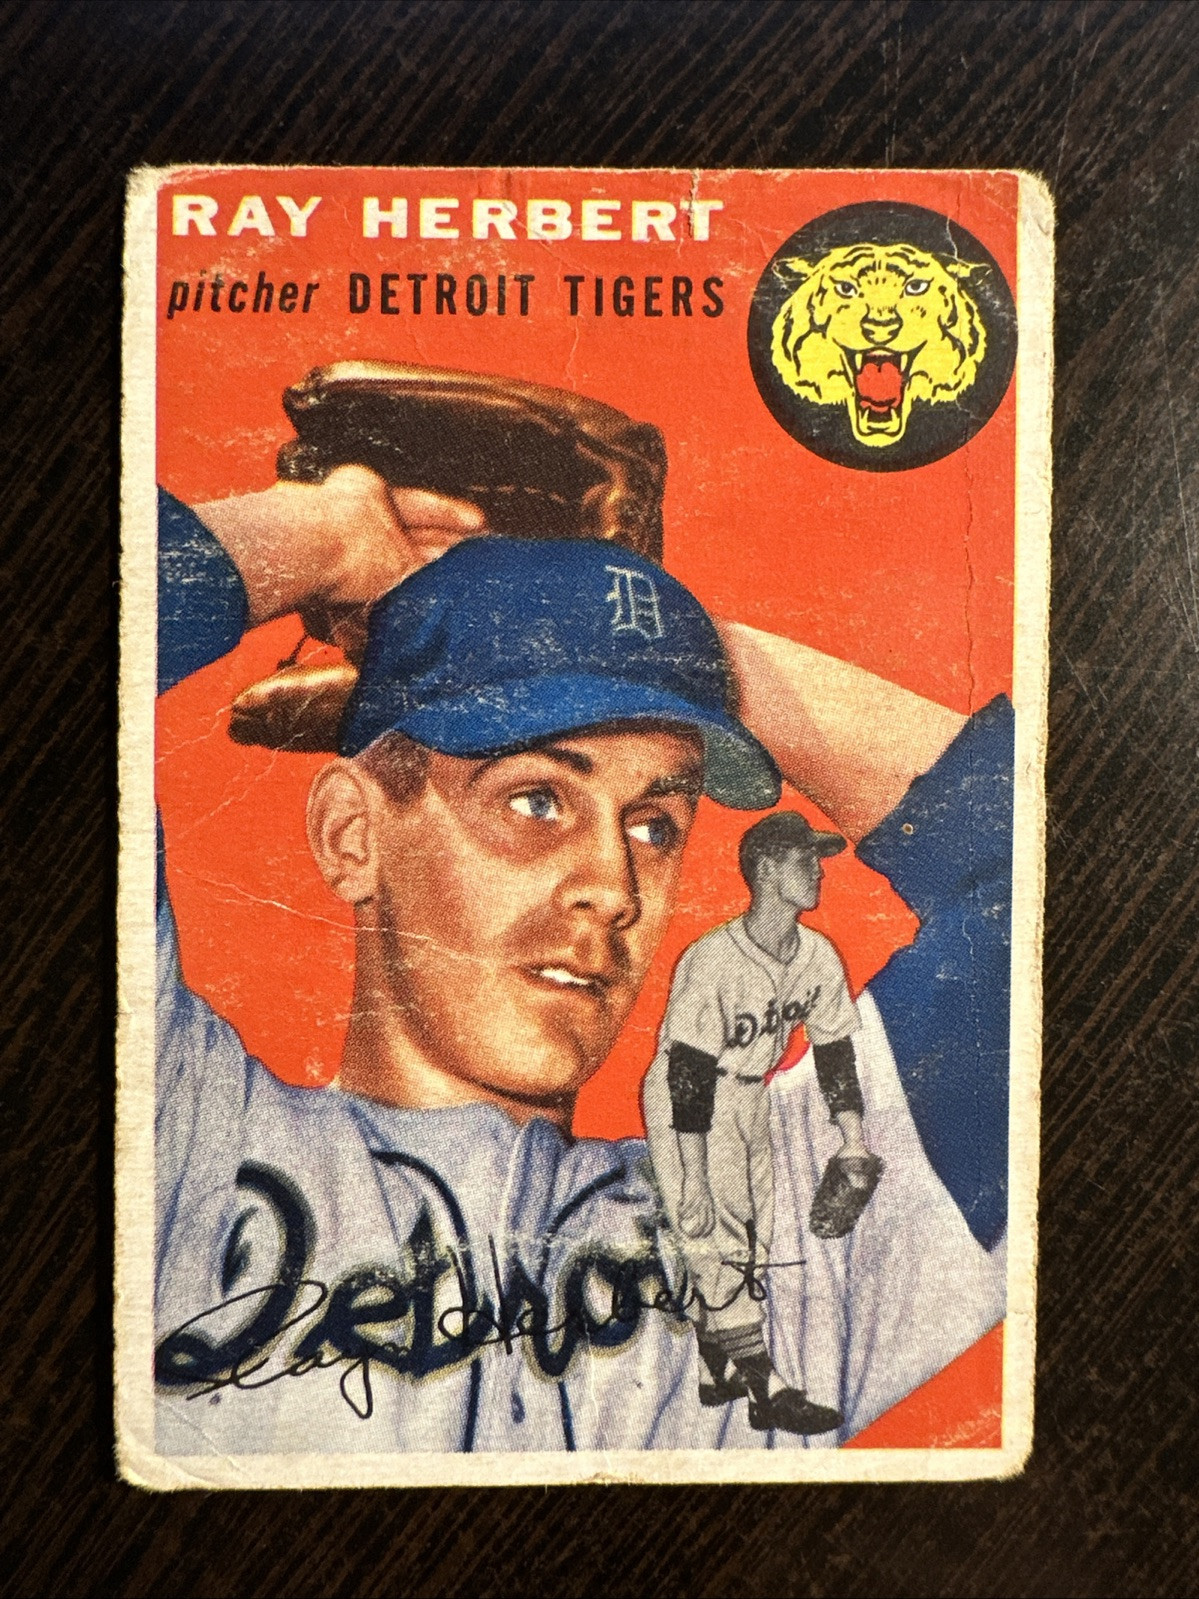 RAY HERBERT
pitcher DETROIT TIGERS
D
Detroit
Detroit
Ray Herbert